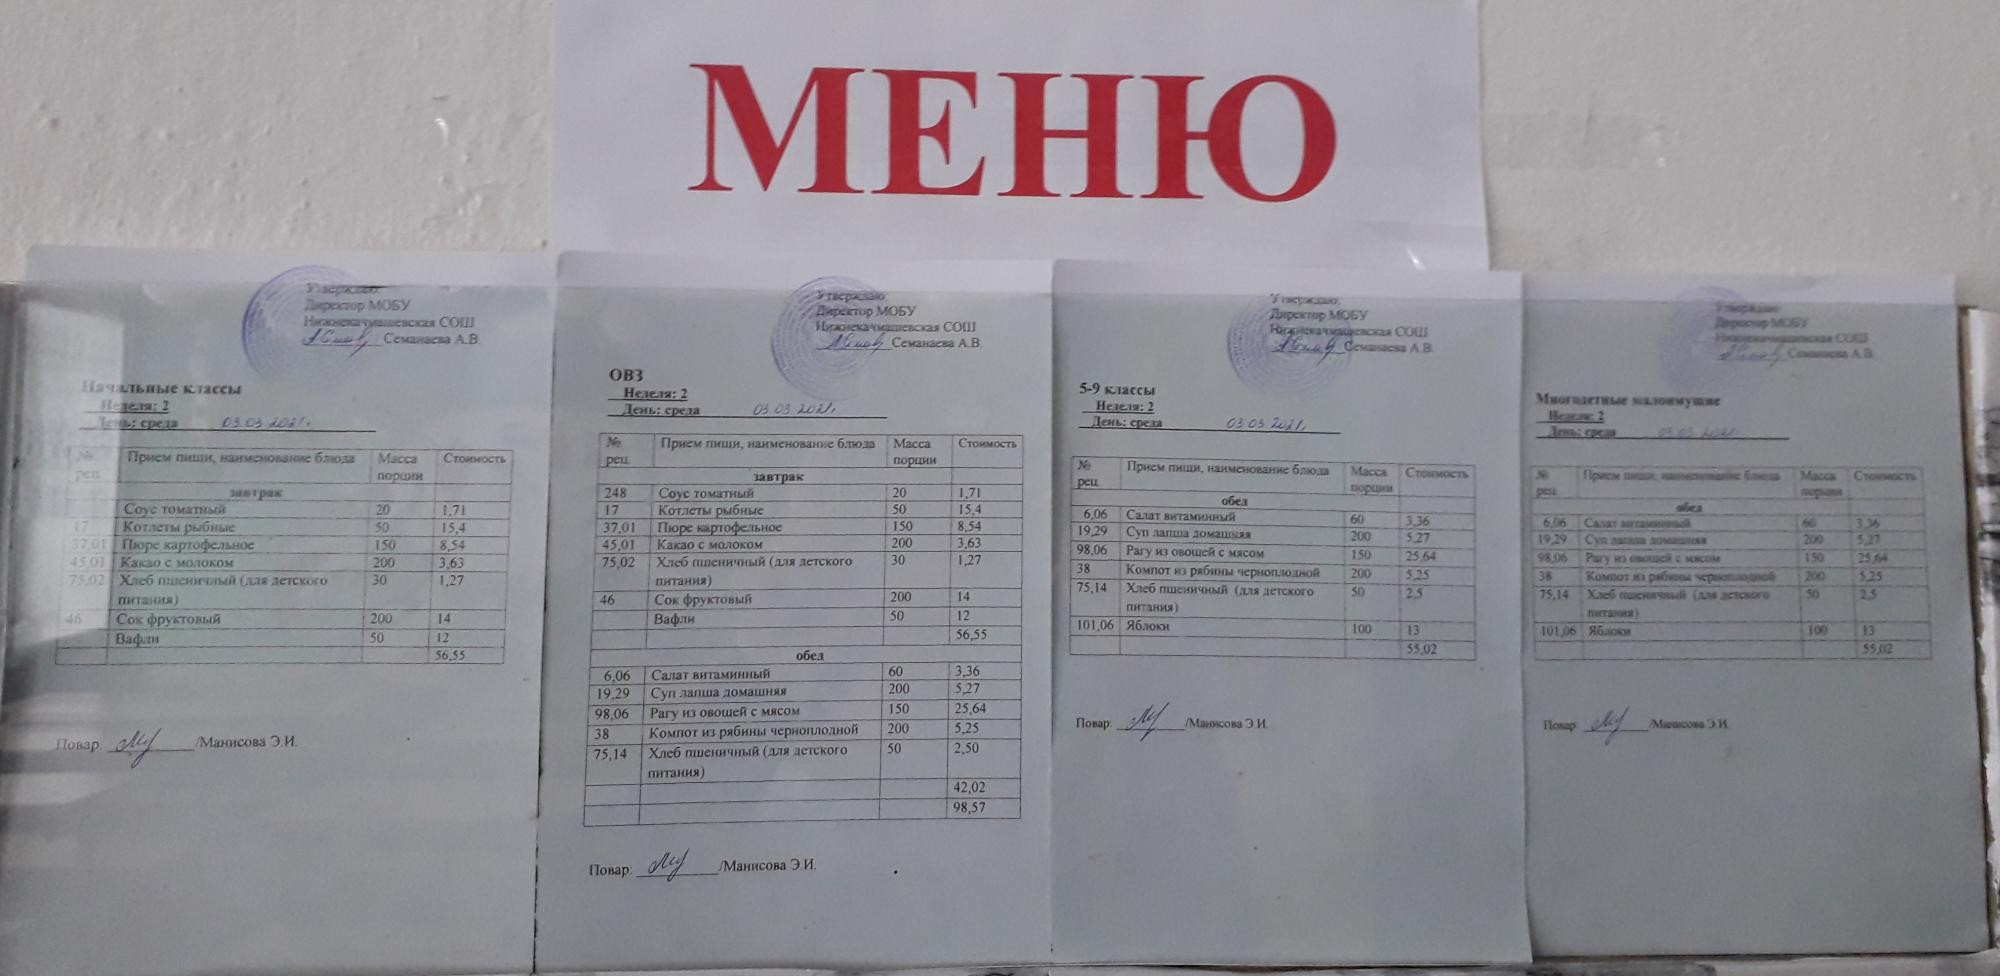 МЕНЮ
Утверждаю
Директор МОБУ
Нижнекачмашевская СОШ
Семанаева А.В.
Начальные классы
Неделя: 2
День: среда 03.03.2021г.
№ рец. Прием пищи, наименование блюда Масса порции Стоимость
завтрак
Соус томатный 20 1,71
17 Котлеты рыбные 50 15,4
37,01 Пюре картофельное 150 8,54
45,01 Какао с молоком 200 3,63
75,02 Хлеб пшеничный (для детского 30 1,27
питания)
46 Сок фруктовый 200 14
Вафли 50 12
56,55
Повар: /Манисова Э.И.
Утверждаю
Директор МОБУ
Нижнекачмашевская СОШ
Семанаева А.В.
ОВЗ
Неделя: 2
День: среда 03.03.2021г.
№ рец. Прием пищи, наименование блюда Масса порции Стоимость
завтрак
248 Соус томатный 20 1,71
17 Котлеты рыбные 50 15,4
37,01 Пюре картофельное 150 8,54
45,01 Какао с молоком 200 3,63
75,02 Хлеб пшеничный (для детского 30 1,27
питания)
46 Сок фруктовый 200 14
Вафли 50 12
56,55
обед
6,06 Салат витаминный 60 3,36
19,29 Суп лапша домашняя 200 5,27
98,06 Рагу из овощей с мясом 150 25,64
38 Компот из рябины черноплодной 200 5,25
75,14 Хлеб пшеничный (для детского 50 2,50
питания)
42,02
98,57
Повар: /Манисова Э.И.
Утверждаю
Директор МОБУ
Нижнекачмашевская СОШ
Семанаева А.В.
5-9 классы
Неделя: 2
День: среда 03.03.2021г.
№ рец. Прием пищи, наименование блюда Масса порции Стоимость
обед
6,06 Салат витаминный 60 3,36
19,29 Суп лапша домашняя 200 5,27
98,06 Рагу из овощей с мясом 150 25,64
38 Компот из рябины черноплодной 200 5,25
75,14 Хлеб пшеничный (для детского 50 2,5
питания)
101,06 Яблоки 100 13
55,02
Повар: /Манисова Э.И.
Утверждаю
Директор МОБУ
Нижнекачмашевская СОШ
Семанаева А.В.
Многодетные малоимущие
Неделя: 2
День: среда 03.03.2021г.
№ рец. Прием пищи, наименование блюда Масса порции Стоимость
обед
6,06 Салат витаминный 60 3,36
19,29 Суп лапша домашняя 200 5,27
98,06 Рагу из овощей с мясом 150 25,64
38 Компот из рябины черноплодной 200 5,25
75,14 Хлеб пшеничный (для детского 50 2,5
питания)
101,06 Яблоки 100 13
55,02
Повар: /Манисова Э.И.